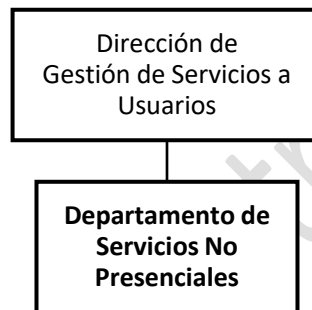 Dirección de
Gestión de Servicios a
Usuarios
Departamento de
Servicios No
Presenciales